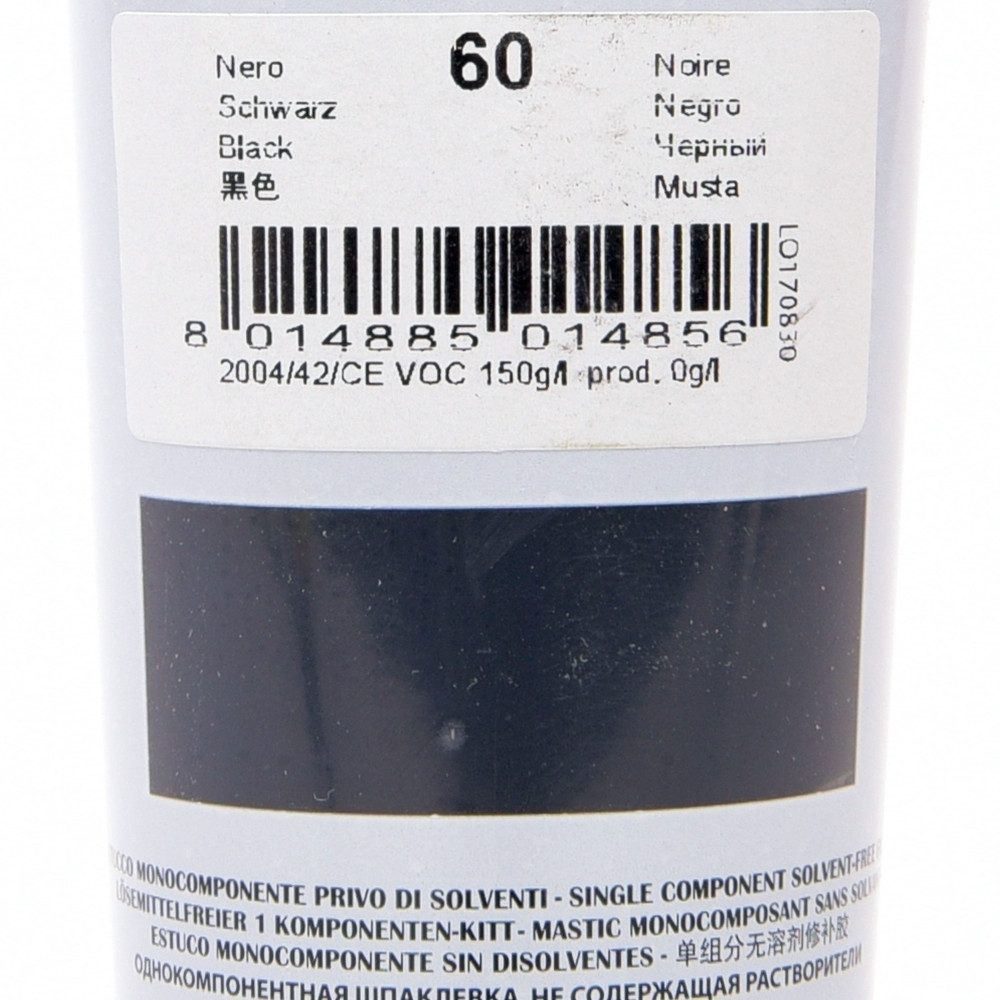 60
Nero
Schwarz
Black
黑色
Noire
Negro
Черный
Musta
8 014885 014856
LO170830
2004/42/CE VOC 150g/l prod. 0g/l
MONOCOMPONENTE PRIVO DI SOLVENTI - SINGLE COMPONENT SOLVENT-FREE
LÖSEMITTELFREIER 1 KOMPONENTEN-KITT - MASTIC MONOCOMPOSANT SANS
ESTUCO MONOCOMPONENTE SIN DISOLVENTES - 单组分无溶剂修补胶
ОДНОКОМПОНЕНТНАЯ ШПАКЛЕВКА, НЕ СОДЕРЖАЩАЯ РАСТВОРИТЕЛИ